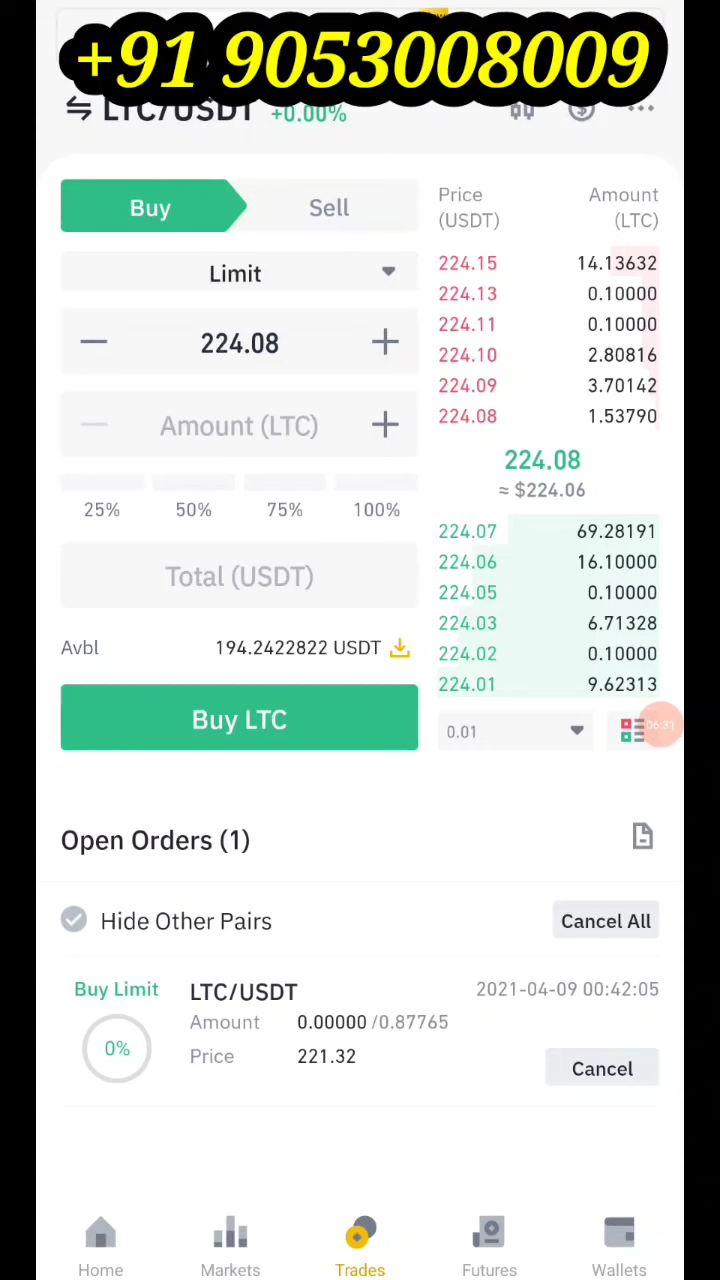 +91 9053008009
LTC/USDT +0.00%
Buy Sell
Price (USDT) Amount (LTC)
Limit
224.08
Amount (LTC)
25% 50% 75% 100%
Total (USDT)
Avbl 194.2422822 USDT
Buy LTC
224.15 14.13632
224.13 0.10000
224.11 0.10000
224.10 2.80816
224.09 3.70142
224.08 1.53790
224.08
≈ $224.06
224.07 69.28191
224.06 16.10000
224.05 0.10000
224.03 6.71328
224.02 0.10000
224.01 9.62313
0.01
06:31
Open Orders (1)
Hide Other Pairs Cancel All
Buy Limit LTC/USDT 2021-04-09 00:42:05
Amount 0.00000 /0.87765
0%
Price 221.32
Cancel
Home Markets Trades Futures Wallets